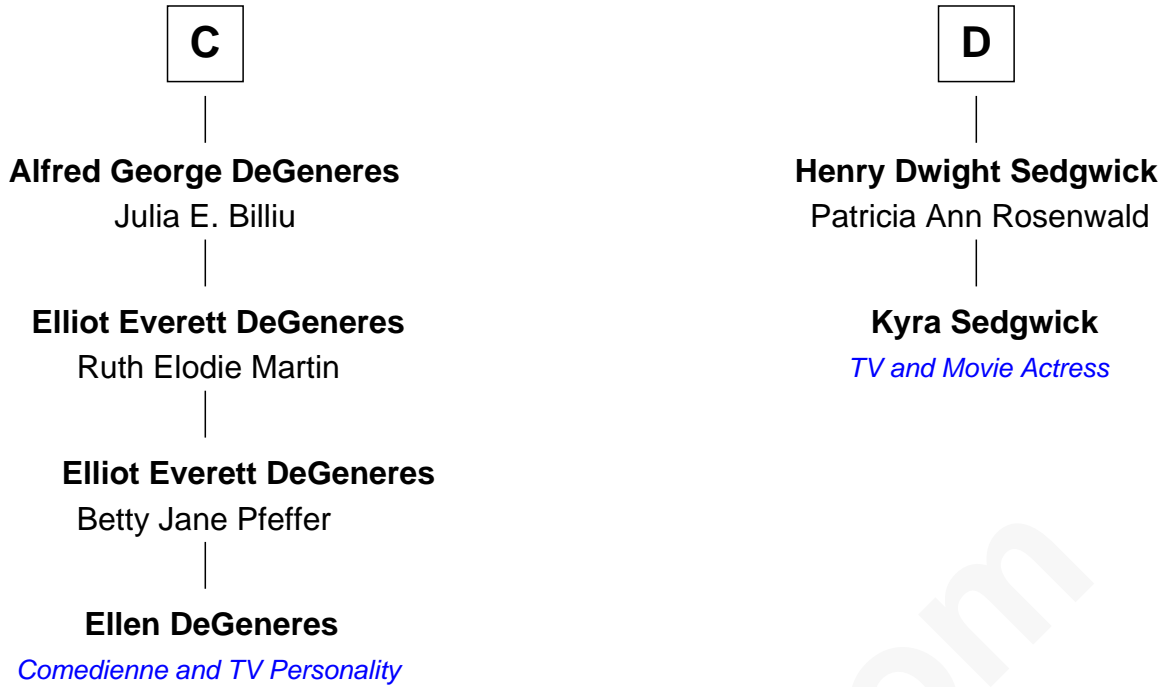 C
Alfred George DeGeneres
Julia E. Billiu
Elliot Everett DeGeneres
Ruth Elodie Martin
Elliot Everett DeGeneres
Betty Jane Pfeffer
Ellen DeGeneres
Comedienne and TV Personality
D
Henry Dwight Sedgwick
Patricia Ann Rosenwald
Kyra Sedgwick
TV and Movie Actress
om